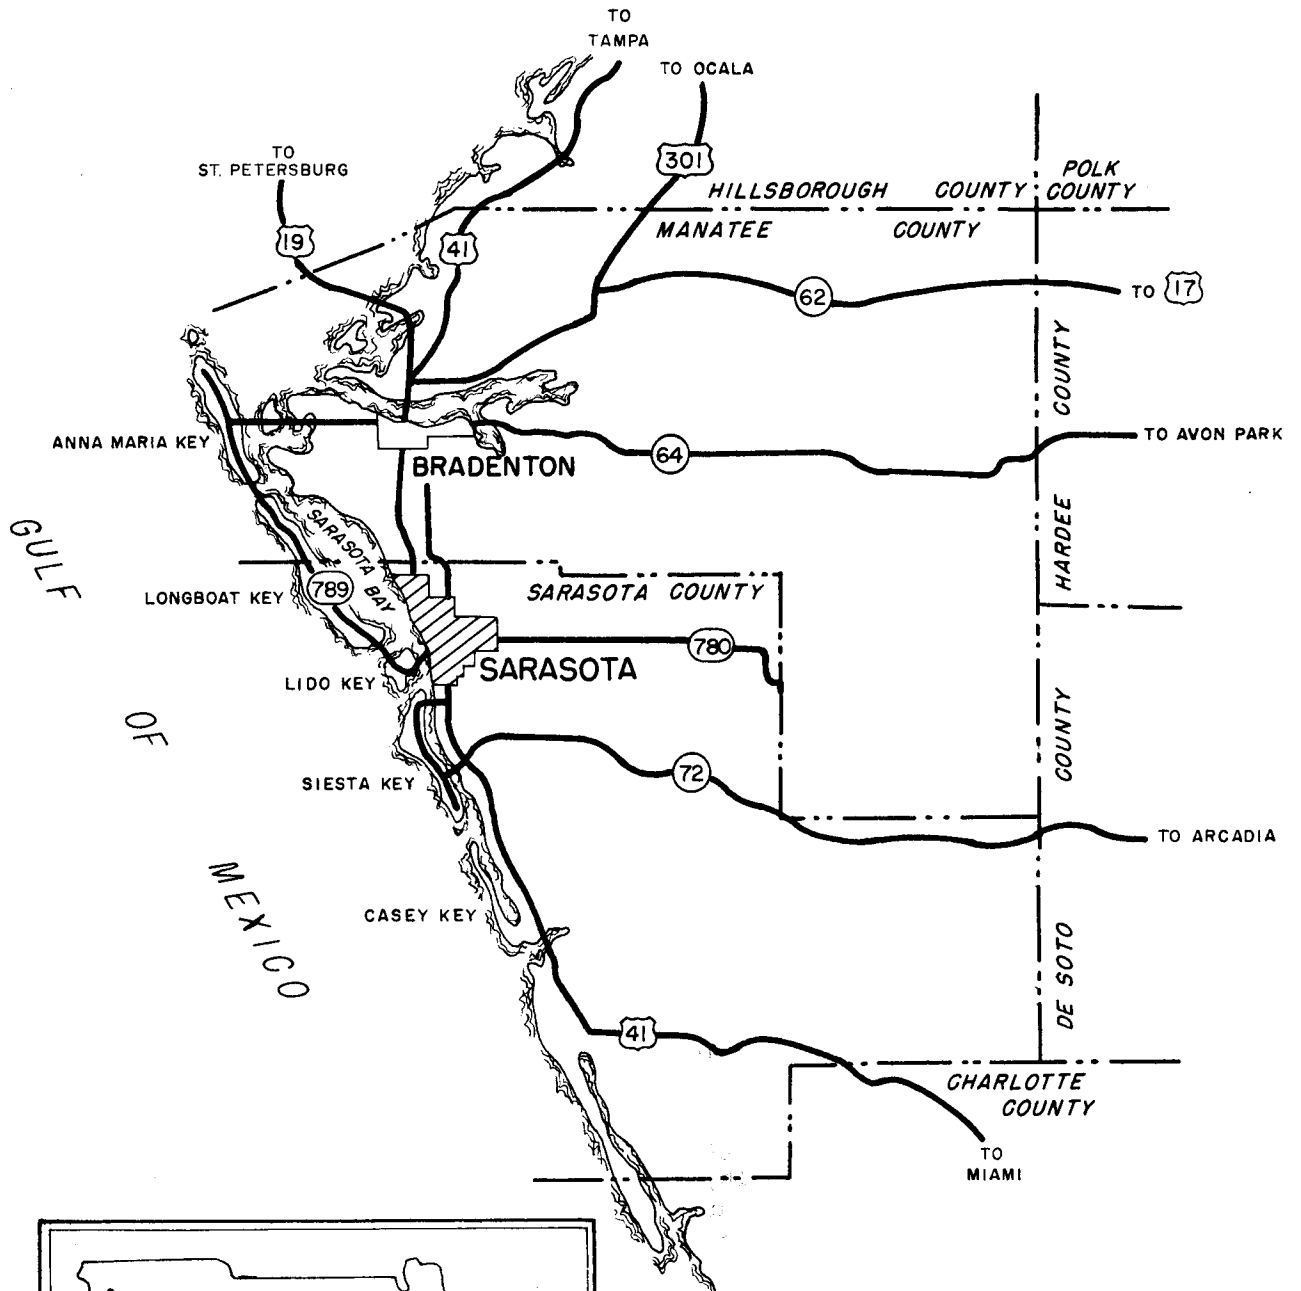 TO
TAMPA
TO OCALA
TO
ST. PETERSBURG
301
POLK
COUNTY
HILLSBOROUGH COUNTY
MANATEE COUNTY
19
41
62
TO 17
COUNTY
HARDEE
ANNA MARIA KEY
64
TO AVON PARK
BRADENTON
GULF
OF
MEXICO
SARASOTA
BAY
LONGBOAT KEY
789
SARASOTA COUNTY
780
SARASOTA
LIDO KEY
SIESTA KEY
72
COUNTY
DE SOTO
TO ARCADIA
CASEY KEY
41
CHARLOTTE
COUNTY
TO
MIAMI